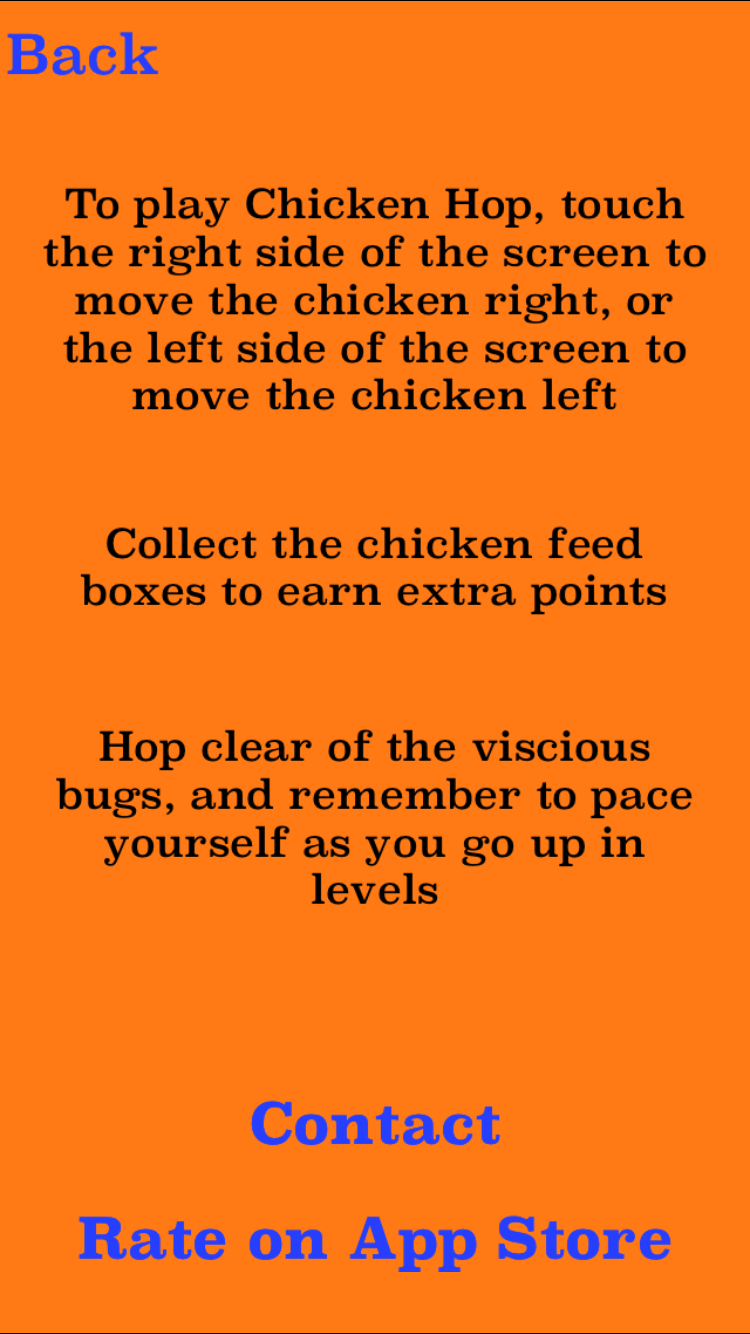 Back
To play Chicken Hop, touch
the right side of the screen to
move the chicken right, or
the left side of the screen to
move the chicken left
Collect the chicken feed
boxes to earn extra points
Hop clear of the viscious
bugs, and remember to pace
yourself as you go up in
levels
Contact
Rate on App Store